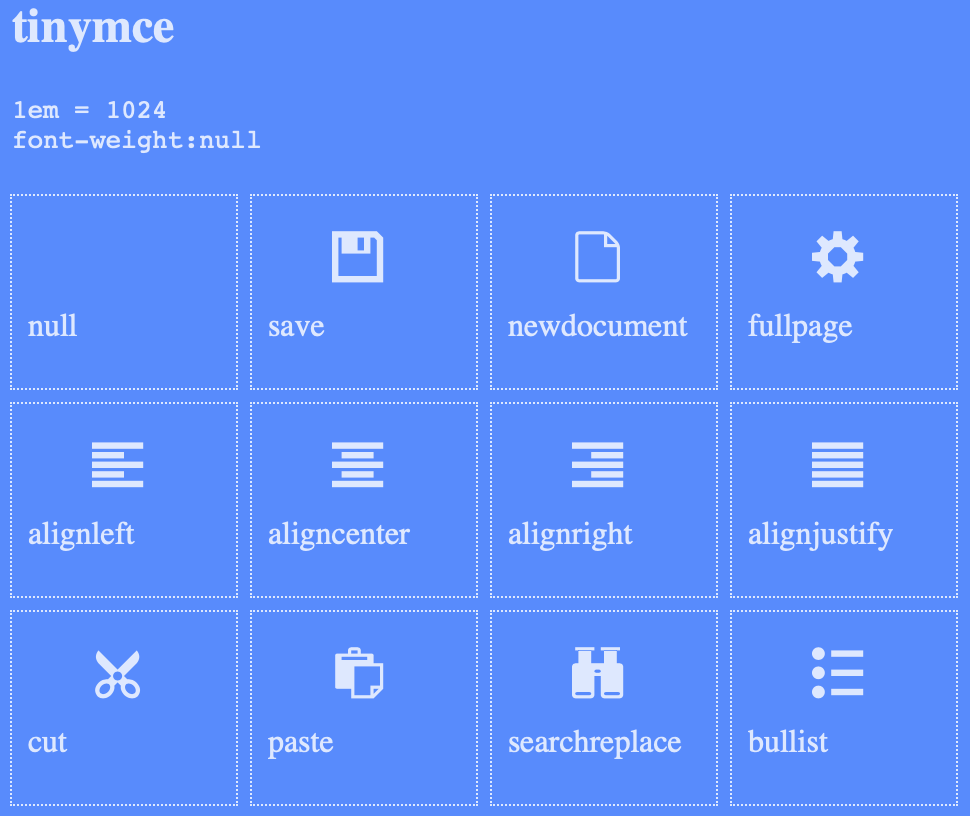 tinymce
1em = 1024
font-weight:null
null
save
newdocument
fullpage
alignleft
aligncenter
alignright
alignjustify
cut
paste
searchreplace
bullist